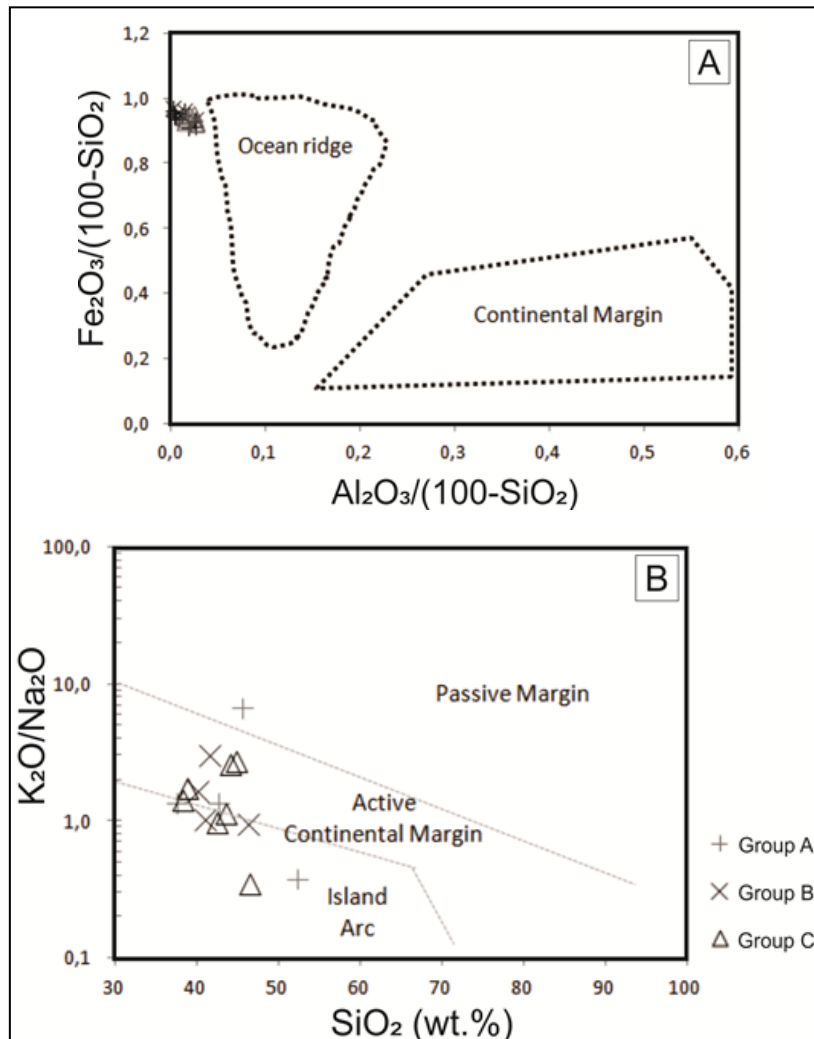 A
Fe₂O₃/(100-SiO₂)
1,2
1,0
0,8
0,6
0,4
0,2
0,0
Ocean ridge
Continental Margin
0,0 0,1 0,2 0,3 0,4 0,5 0,6
Al₂O₃/(100-SiO₂)
B
K₂O/Na₂O
100,0
10,0
1,0
0,1
Passive Margin
Active
Continental Margin
Island
Arc
30 40 50 60 70 80 90 100
SiO₂ (wt.%)
Group A
Group B
Group C